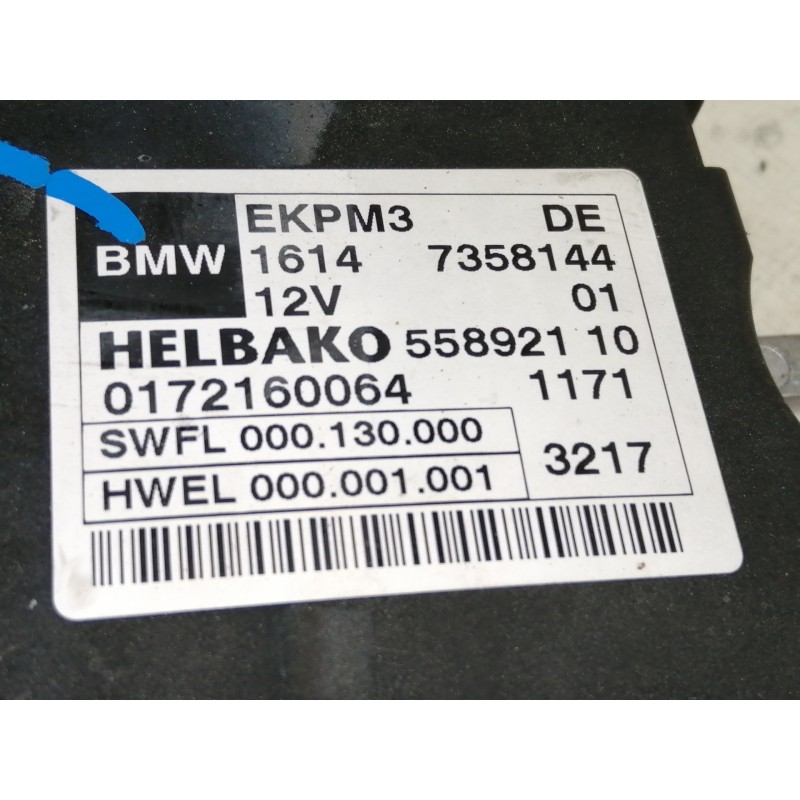 EKPM3 DE
BMW 1614 7358144
12V 01
HELBAKO 558921 10
0172160064 1171
SWFL 000.130.000
HWEL 000.001.001 3217